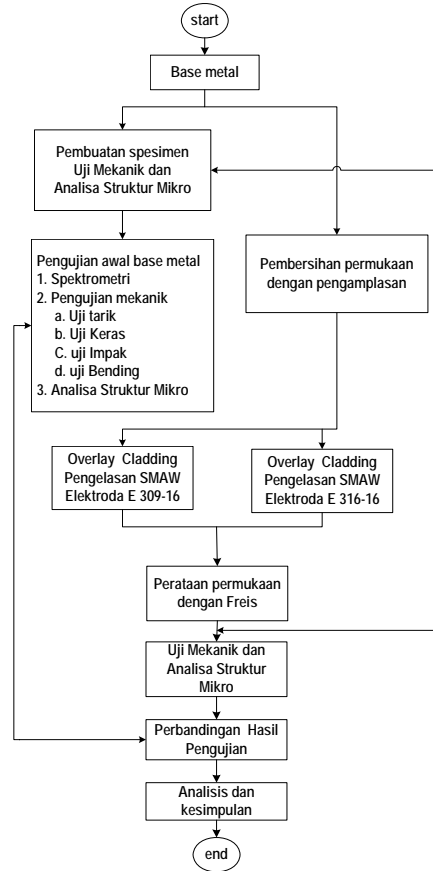 start
Base metal
Pembuatan spesimen
Uji Mekanik dan
Analisa Struktur Mikro
Pengujian awal base metal
1. Spektrometri
2. Pengujian mekanik
a. Uji tarik
b. Uji Keras
C. uji Impak
d. uji Bending
3. Analisa Struktur Mikro
Pembersihan permukaan
dengan pengamplasan
Overlay Cladding
Pengelasan SMAW
Elektroda E 309-16
Overlay Cladding
Pengelasan SMAW
Elektroda E 316-16
Perataan permukaan
dengan Freis
Uji Mekanik dan
Analisa Struktur
Mikro
Perbandingan Hasil
Pengujian
Analisis dan
kesimpulan
end